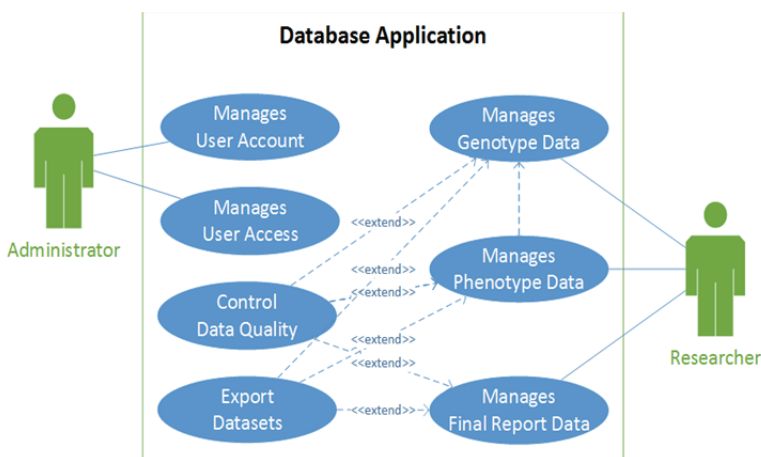 Database Application
Manages
User Account
Manages
Genotype Data
Manages
User Access
<<extend>>
Administrator
<<extend>>
Manages
Phenotype Data
<<extend>>
Control
Data Quality
<<extend>>
Researcher
<<extend>>
Export
Datasets
<<extend>>
Manages
Final Report Data